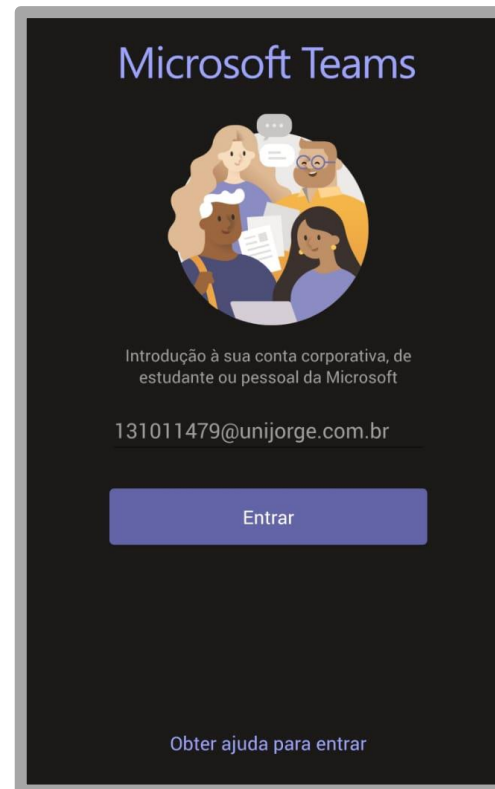 Microsoft Teams
Introdução à sua conta corporativa, de
estudante ou pessoal da Microsoft
131011479@unijorge.com.br
Entrar
Obter ajuda para entrar